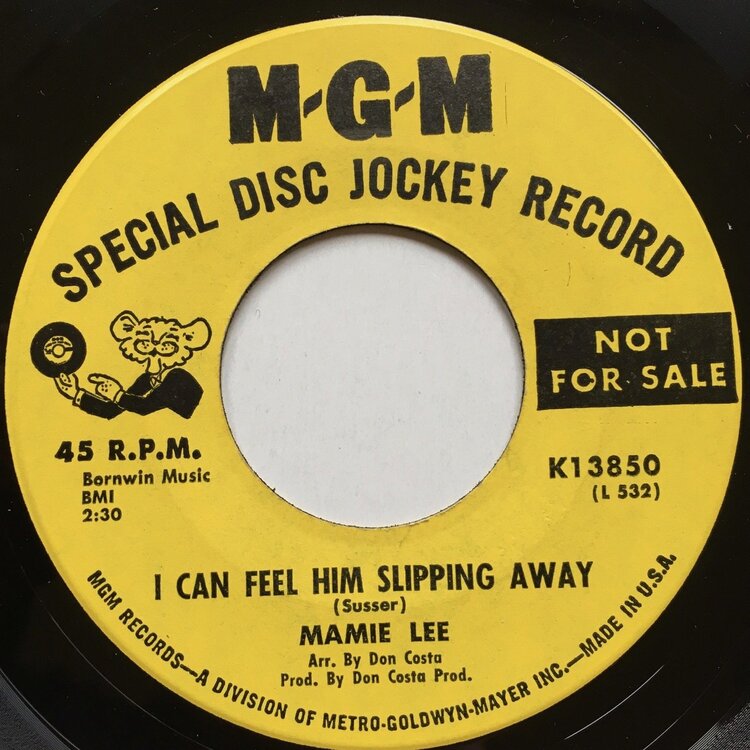 M-G-M
SPECIAL DISC JOCKEY RECORD
NOT
FOR SALE
45 R.P.M.
Bornwin Music
BMI
2:30
K13850
(L 532)
I CAN FEEL HIM SLIPPING AWAY
(Susser)
MAMIE LEE
Arr. By Don Costa
Prod. By Don Costa Prod.
MGM RECORDS—A DIVISION OF METRO-GOLDWYN-MAYER INC.—MADE IN U.S.A.